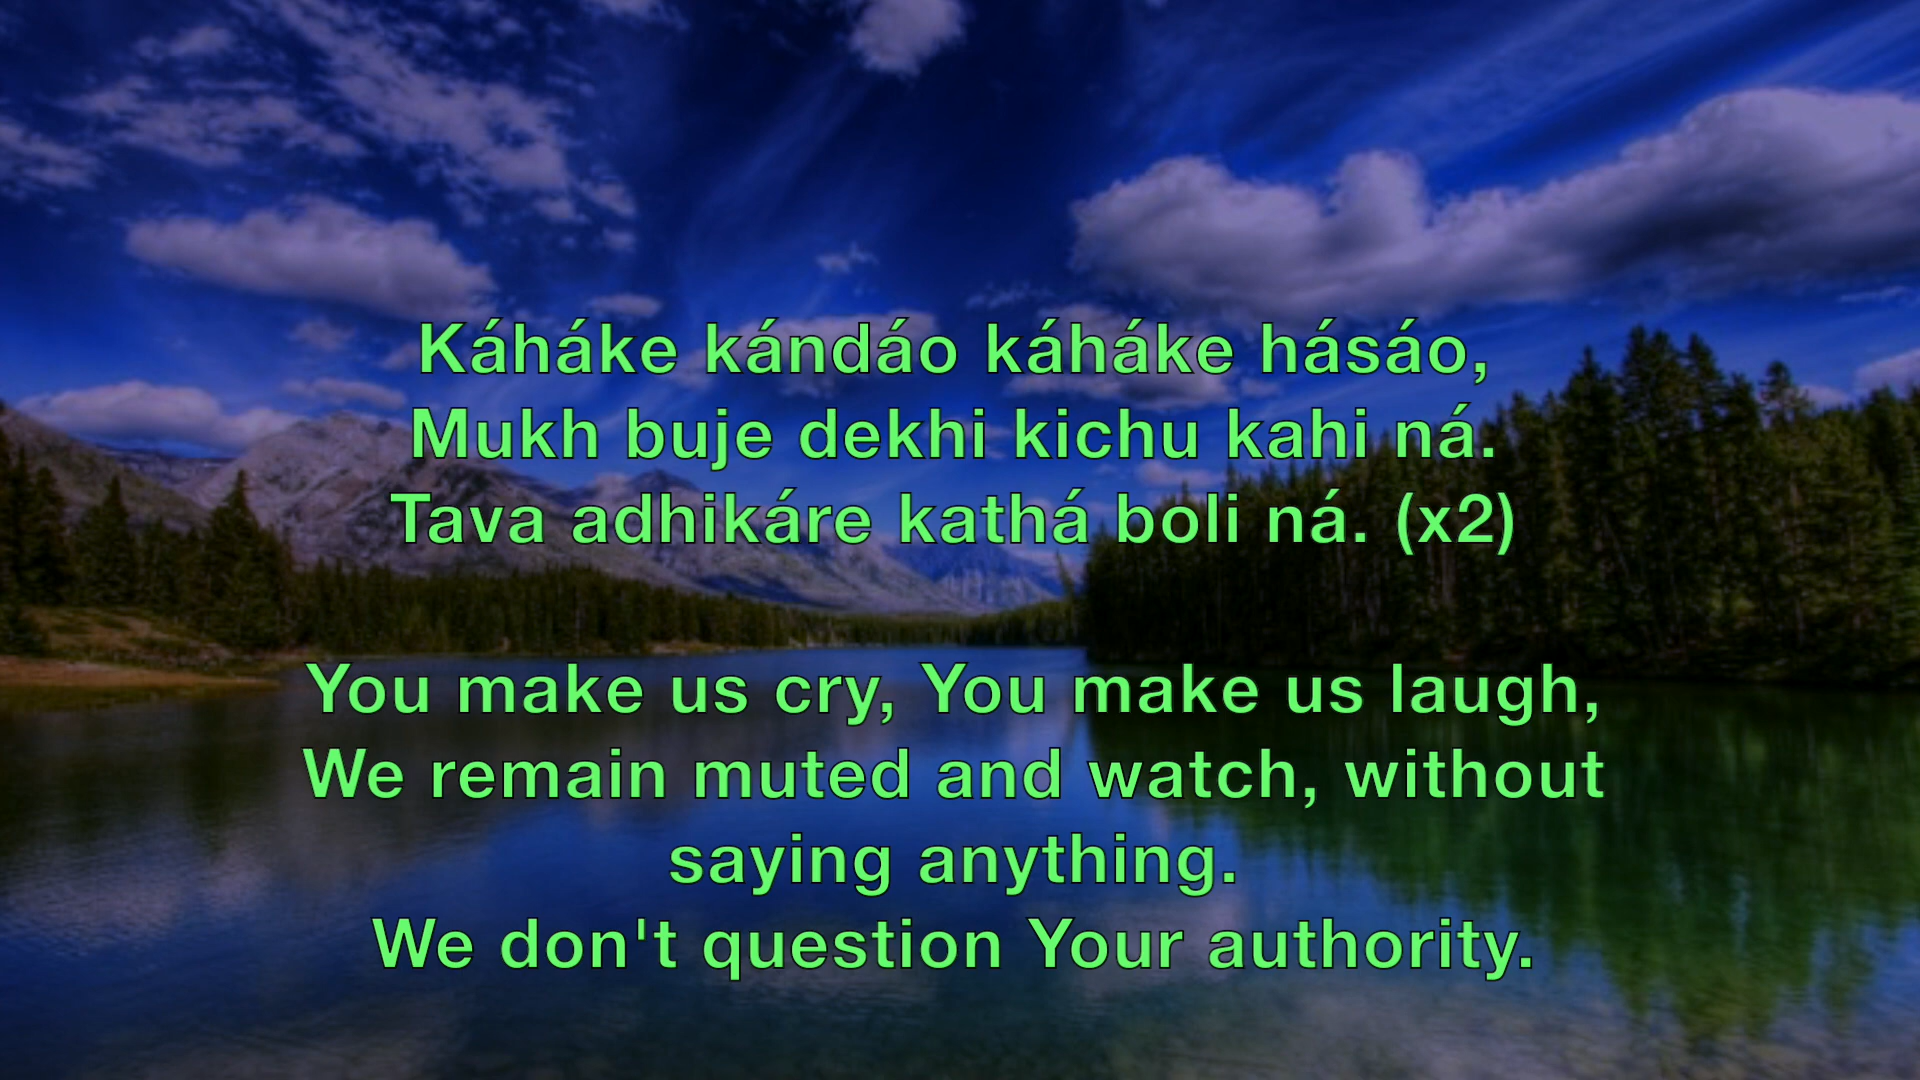 Káháke kándáo káháke hásáo,
Mukh buje dekhi kichu kahi ná.
Tava adhikáre kathá boli ná. (x2)
You make us cry, You make us laugh,
We remain muted and watch, without
saying anything.
We don't question Your authority.